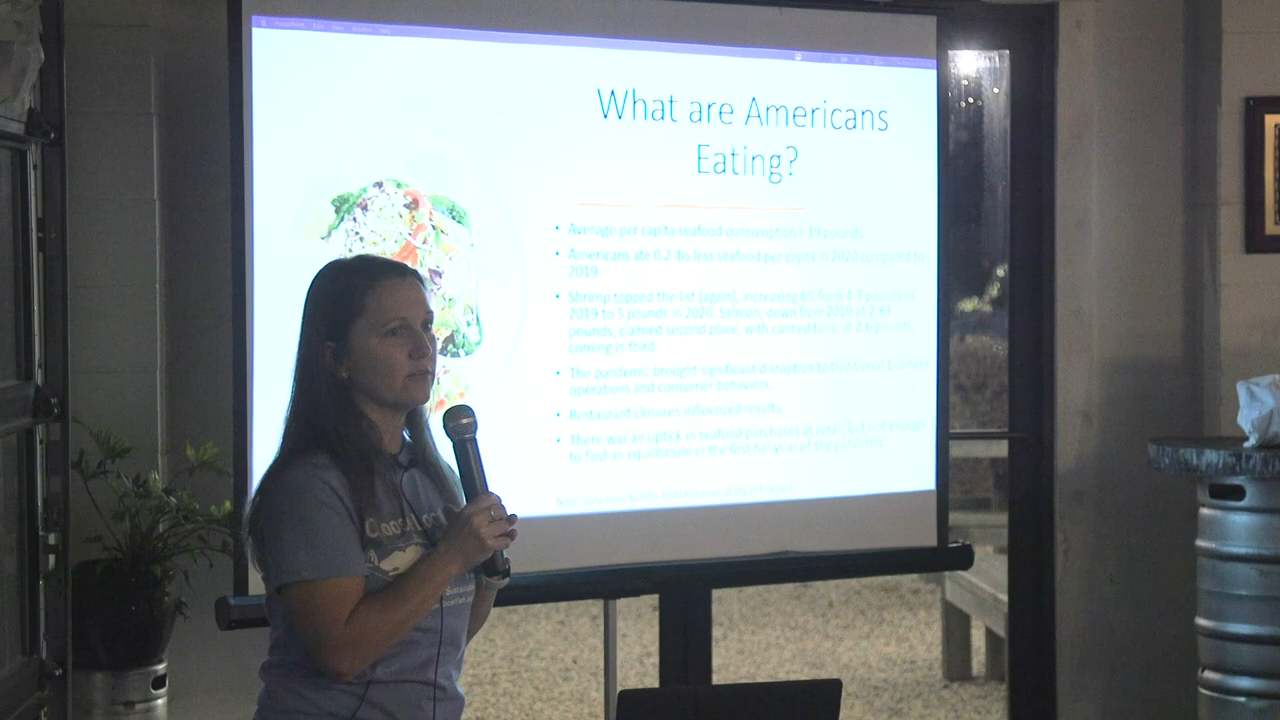 What are Americans
Eating?
• Average per capita seafood consumption = 19 pounds
• Americans ate 0.2 lbs less seafood per capita in 2020 compared to
2019.
• Shrimp topped the list (again), increasing 6% from 4.7 pounds in
2019 to 5 pounds in 2020. Salmon, down from 2019 at 2.83
pounds, claimed second place, with canned tuna, at 2.6 pounds,
coming in third.
• The pandemic brought significant disruption to traditional business
operations and consumer behaviors.
• Restaurant closures influenced results.
• There was an uptick in seafood purchases at retail, but not enough
to find an equilibrium in the first full year of the pandemic.